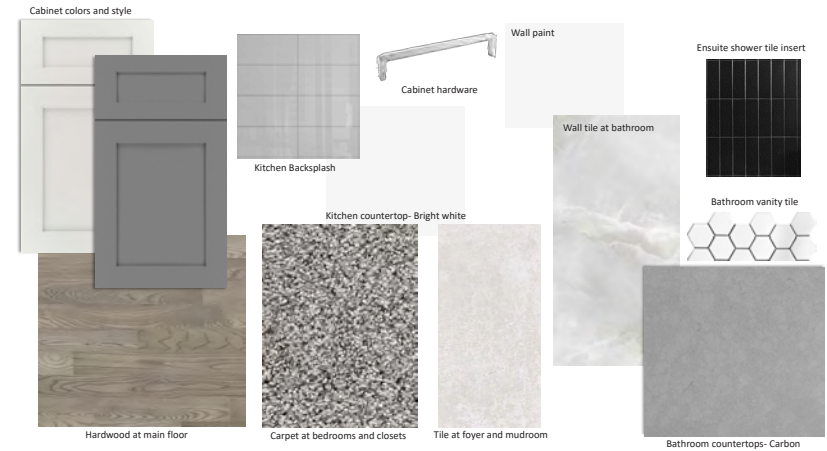 Cabinet colors and style
Wall paint
Ensuite shower tile insert
Cabinet hardware
Wall tile at bathroom
Kitchen Backsplash
Bathroom vanity tile
Kitchen countertop- Bright white
Hardwood at main floor
Carpet at bedrooms and closets
Tile at foyer and mudroom
Bathroom countertops- Carbon